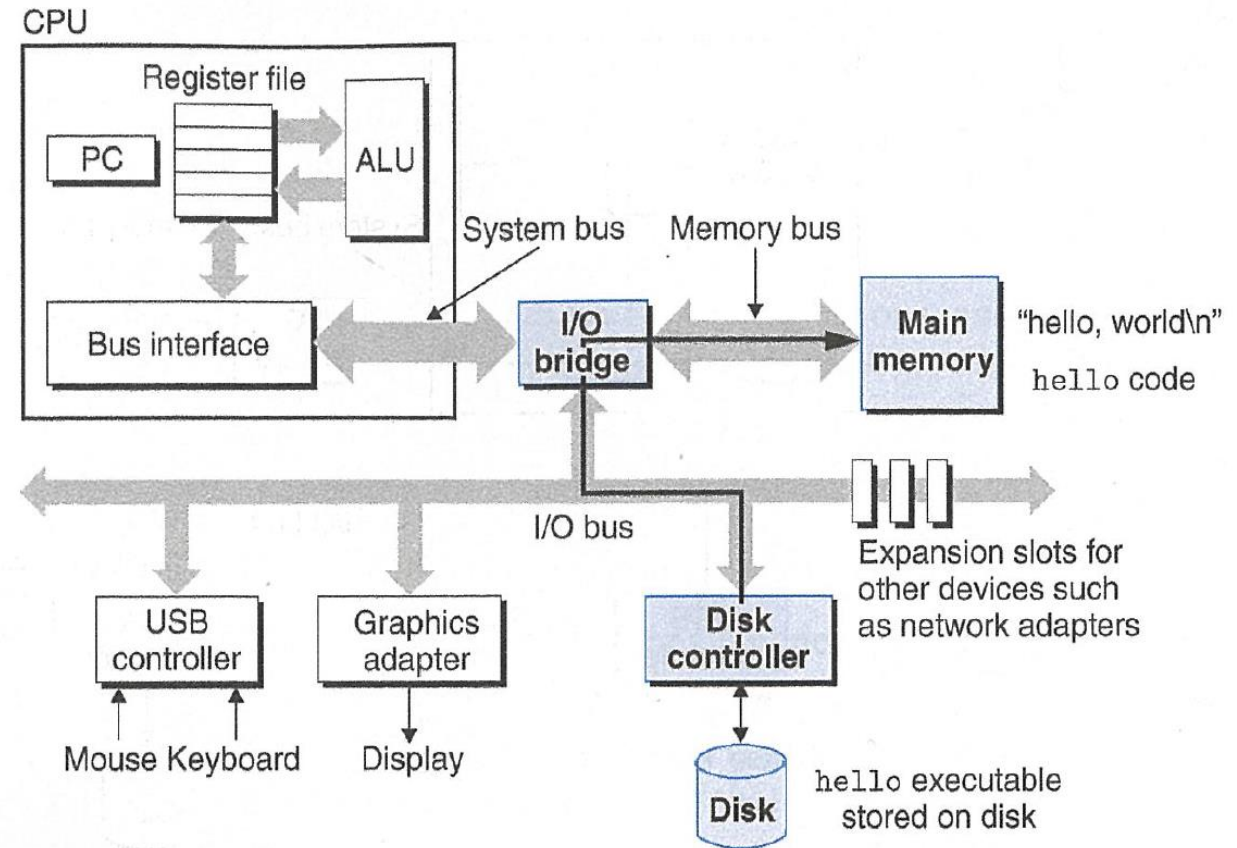 CPU
Register file
PC
ALU
System bus
Memory bus
Bus interface
I/O
bridge
Main
memory
"hello, world\n"
hello code
I/O bus
Expansion slots for
other devices such
as network adapters
USB
controller
Graphics
adapter
Disk
controller
Mouse Keyboard
Display
Disk
hello executable
stored on disk